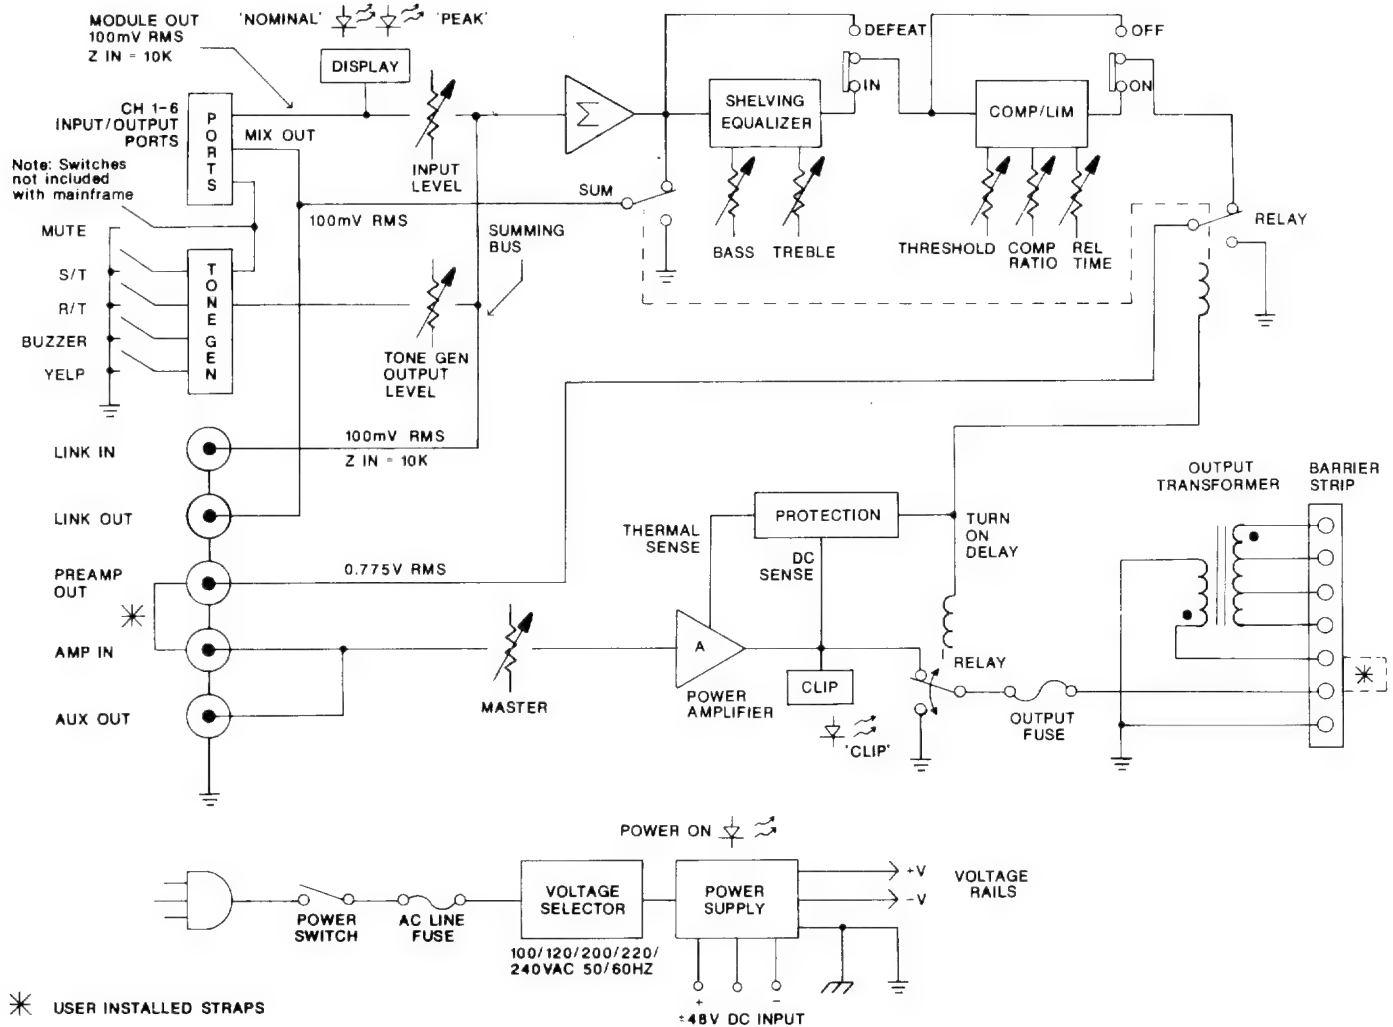 MODULE OUT
100mV RMS
Z IN = 10K
'NOMINAL'
'PEAK'
DISPLAY
CH 1-6
INPUT/OUTPUT
PORTS
PORTS
MIX OUT
INPUT
LEVEL
Σ
SHELVING
EQUALIZER
DEFEAT
IN
COMP/LIM
OFF
ON
Note: Switches
not included
with mainframe
MUTE
S/T
R/T
BUZZER
YELP
TONE GEN
100mV RMS
SUM
SUMMING
BUS
BASS
TREBLE
THRESHOLD
COMP
RATIO
REL
TIME
RELAY
TONE GEN
OUTPUT
LEVEL
LINK IN
100mV RMS
Z IN = 10K
LINK OUT
PREAMP
OUT
0.775V RMS
AMP IN
AUX OUT
MASTER
THERMAL
SENSE
PROTECTION
DC
SENSE
TURN
ON
DELAY
A
POWER
AMPLIFIER
CLIP
'CLIP'
RELAY
OUTPUT
FUSE
OUTPUT
TRANSFORMER
BARRIER
STRIP
POWER ON
POWER
SWITCH
AC LINE
FUSE
VOLTAGE
SELECTOR
100/120/200/220/
240VAC 50/60HZ
POWER
SUPPLY
+V
-V
VOLTAGE
RAILS
+
-
±48V DC INPUT
USER INSTALLED STRAPS